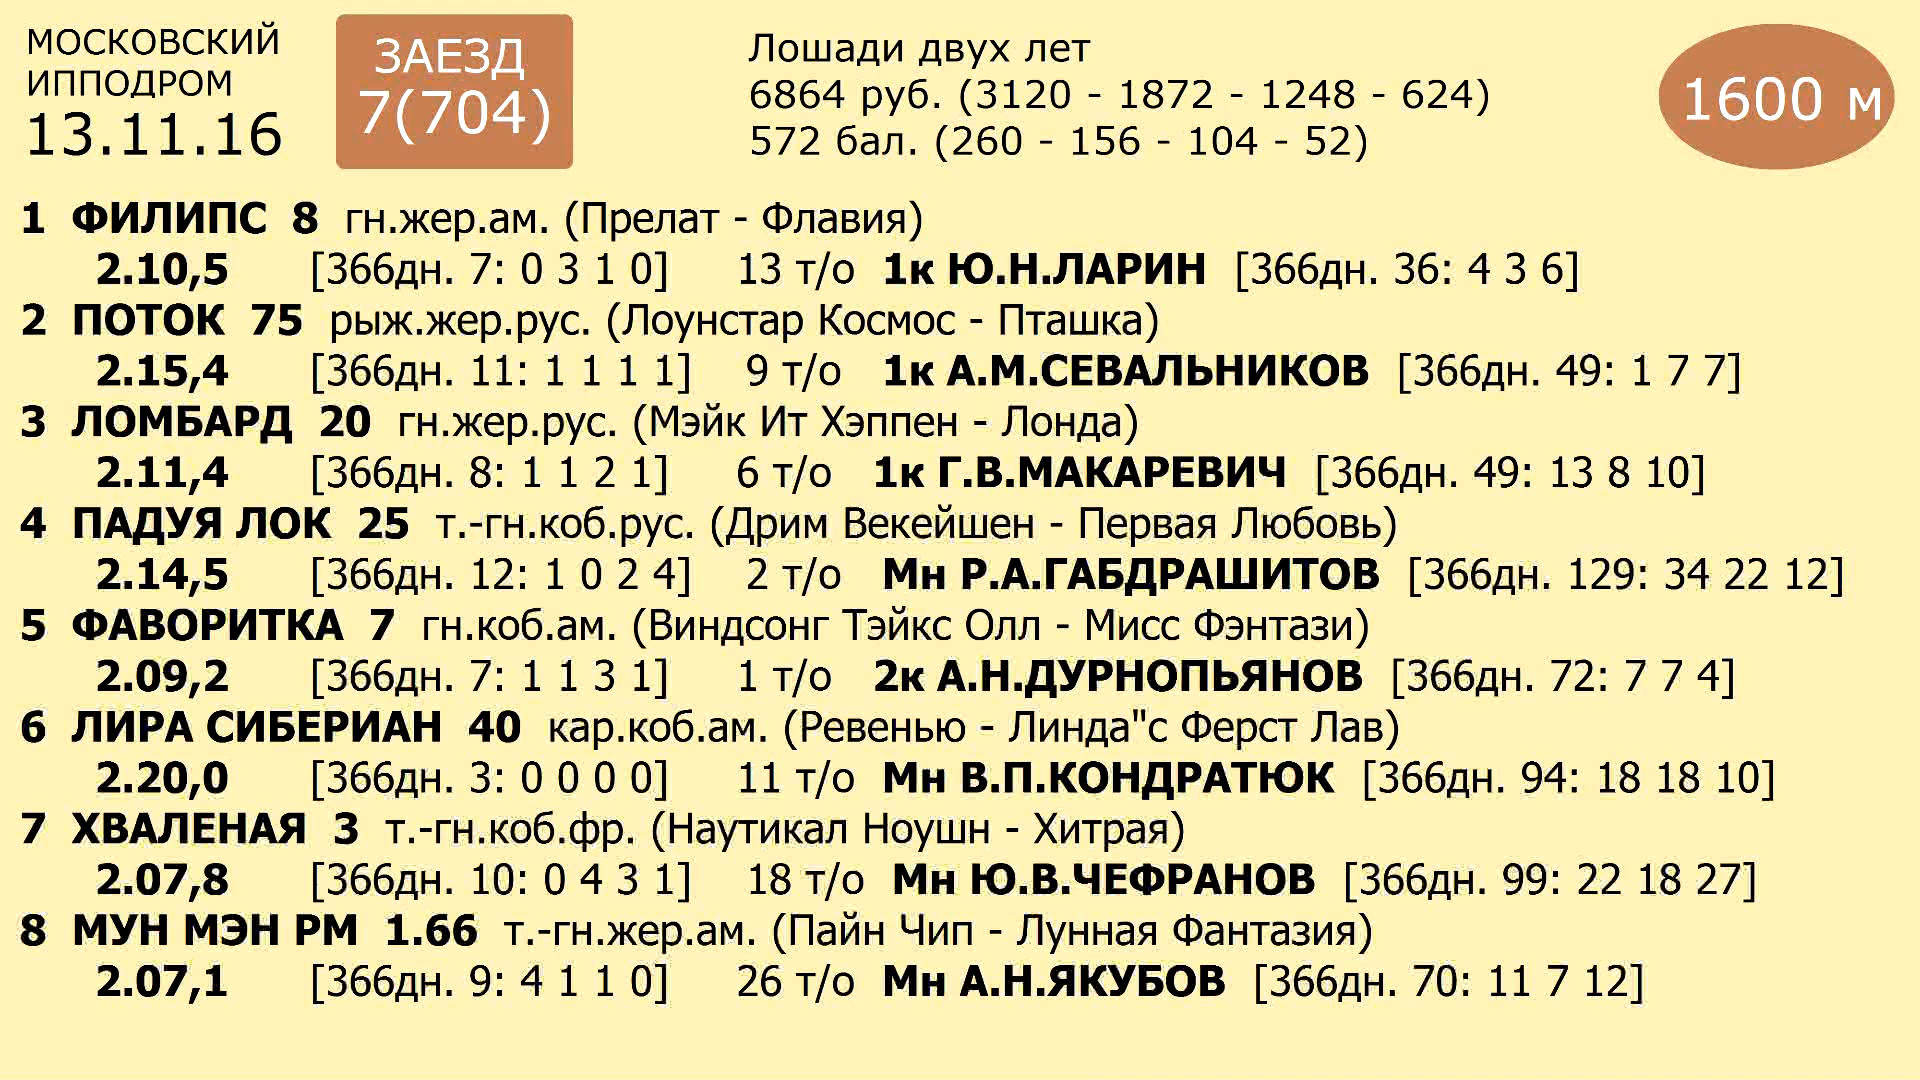 МОСКОВСКИЙ
ИППОДРОМ
13.11.16
ЗАЕЗД
7(704)
Лошади двух лет
6864 руб. (3120 - 1872 - 1248 - 624)
572 бал. (260 - 156 - 104 - 52)
1600 м
1 ФИЛИПС 8 гн.жер.ам. (Прелат - Флавия)
2.10,5 [366дн. 7: 0 3 1 0] 13 т/о 1к Ю.Н.ЛАРИН [366дн. 36: 4 3 6]
2 ПОТОК 75 рыж.жер.рус. (Лоунстар Космос - Пташка)
2.15,4 [366дн. 11: 1 1 1 1] 9 т/о 1к А.М.СЕВАЛЬНИКОВ [366дн. 49: 1 7 7]
3 ЛОМБАРД 20 гн.жер.рус. (Мэйк Ит Хэппен - Лонда)
2.11,4 [366дн. 8: 1 1 2 1] 6 т/о 1к Г.В.МАКАРЕВИЧ [366дн. 49: 13 8 10]
4 ПАДУЯ ЛОК 25 т.-гн.коб.рус. (Дрим Векейшен - Первая Любовь)
2.14,5 [366дн. 12: 1 0 2 4] 2 т/о Мн Р.А.ГАБДРАШИТОВ [366дн. 129: 34 22 12]
5 ФАВОРИТКА 7 гн.коб.ам. (Виндсонг Тэйкс Олл - Мисс Фэнтази)
2.09,2 [366дн. 7: 1 1 3 1] 1 т/о 2к А.Н.ДУРНОПЬЯНОВ [366дн. 72: 7 7 4]
6 ЛИРА СИБЕРИАН 40 кар.коб.ам. (Ревенью - Линда"с Ферст Лав)
2.20,0 [366дн. 3: 0 0 0 0] 11 т/о Мн В.П.КОНДРАТЮК [366дн. 94: 18 18 10]
7 ХВАЛЕНАЯ 3 т.-гн.коб.фр. (Наутикал Ноушн - Хитрая)
2.07,8 [366дн. 10: 0 4 3 1] 18 т/о Мн Ю.В.ЧЕФРАНОВ [366дн. 99: 22 18 27]
8 МУН МЭН РМ 1.66 т.-гн.жер.ам. (Пайн Чип - Лунная Фантазия)
2.07,1 [366дн. 9: 4 1 1 0] 26 т/о Мн А.Н.ЯКУБОВ [366дн. 70: 11 7 12]